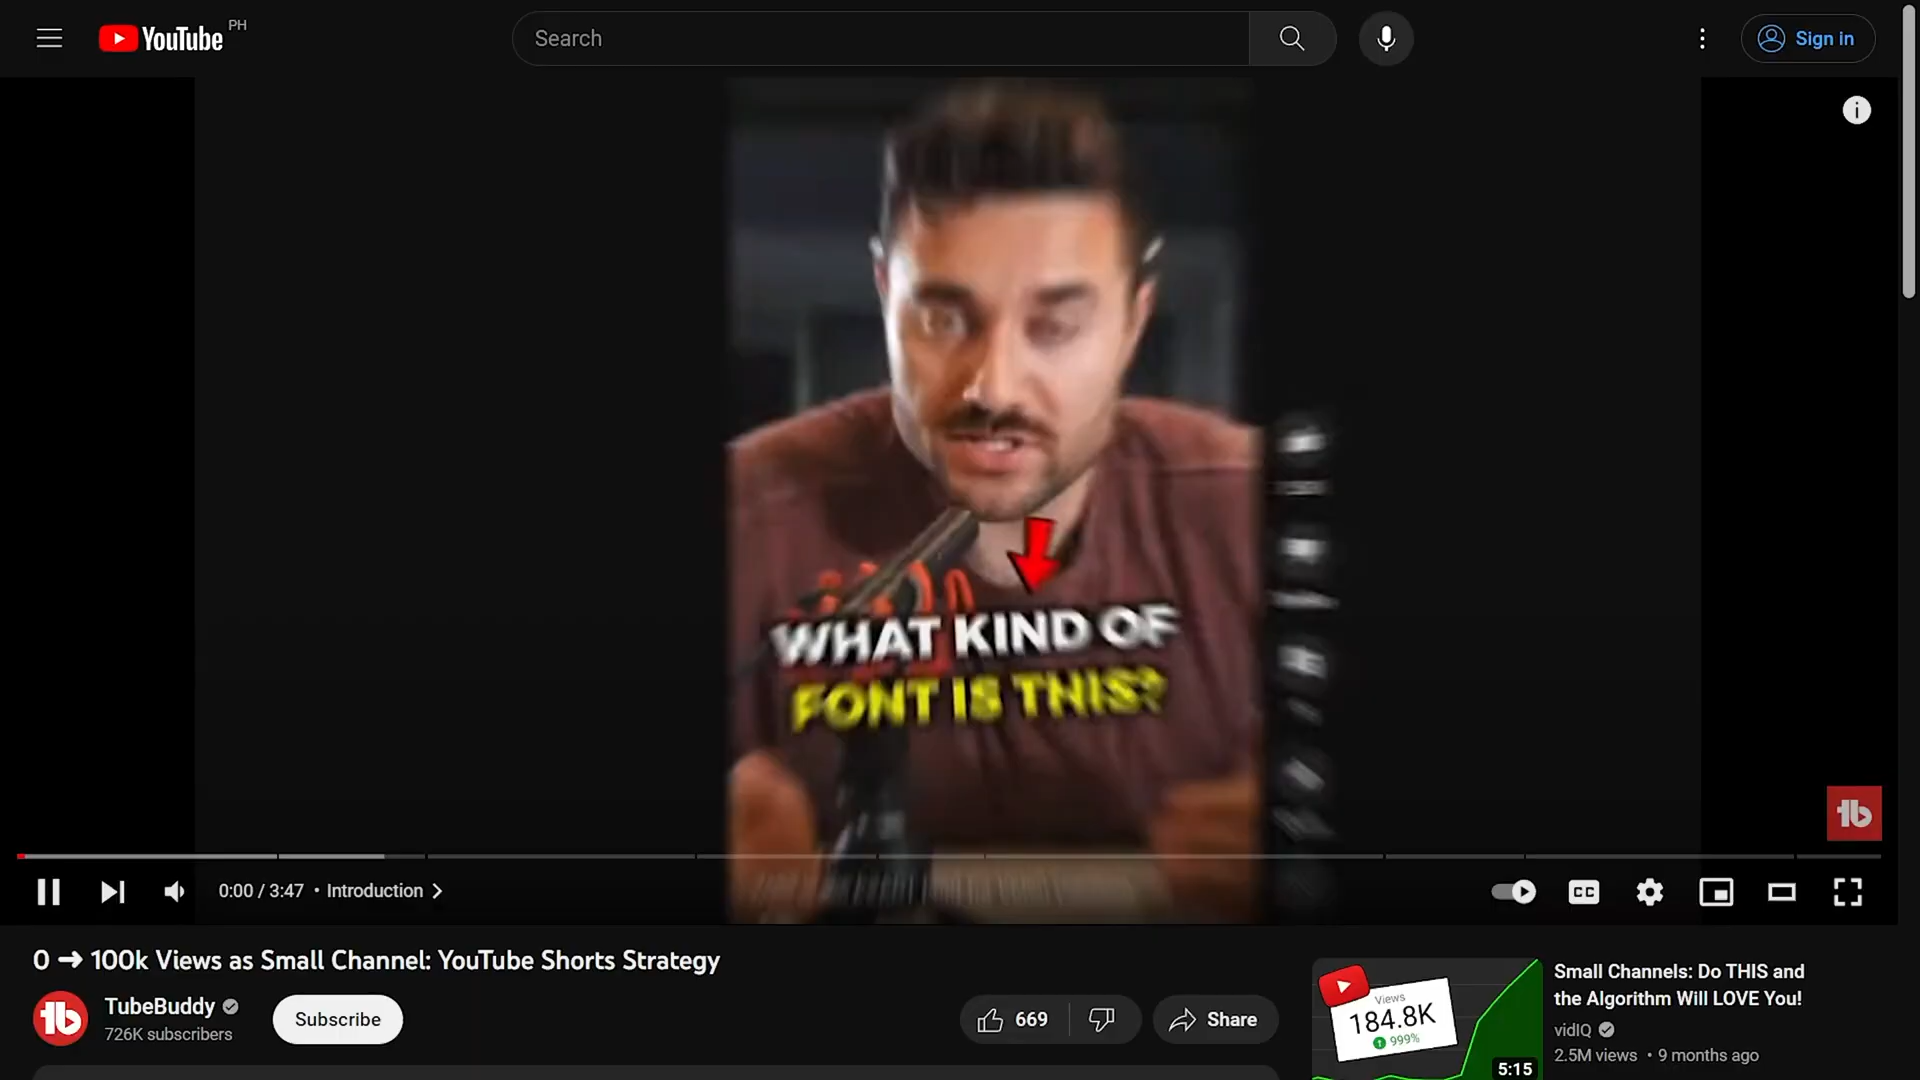 YouTube PH
Search
Sign in
WHAT KIND OF
FONT IS THIS?
0:00 / 3:47 • Introduction
CC
0 → 100k Views as Small Channel: YouTube Shorts Strategy
TubeBuddy
726K subscribers
Subscribe
669
Share
Views
184.8K
999%
5:15
Small Channels: Do THIS and
the Algorithm Will LOVE You!
vidIQ
2.5M views • 9 months ago